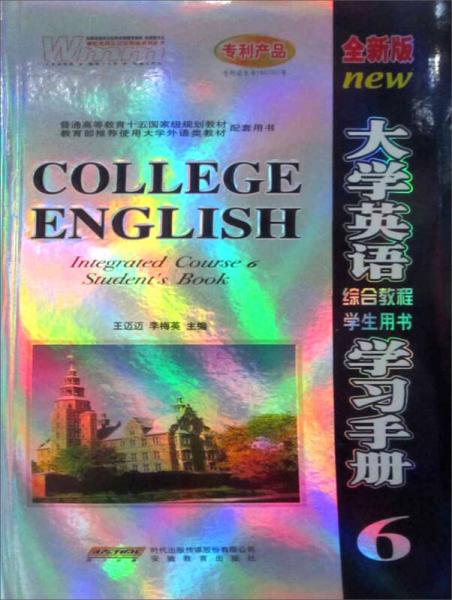 专利产品
全新版
new
普通高等教育十五国家级规划教材
教育部推荐使用大学外语类教材
配套用书
COLLEGE
ENGLISH
Integrated Course 6
Student's Book
王迈迈 李梅英 主编
大学英语
综合教程
学生用书
学习手册
6
时代出版传媒股份有限公司
安徽教育出版社